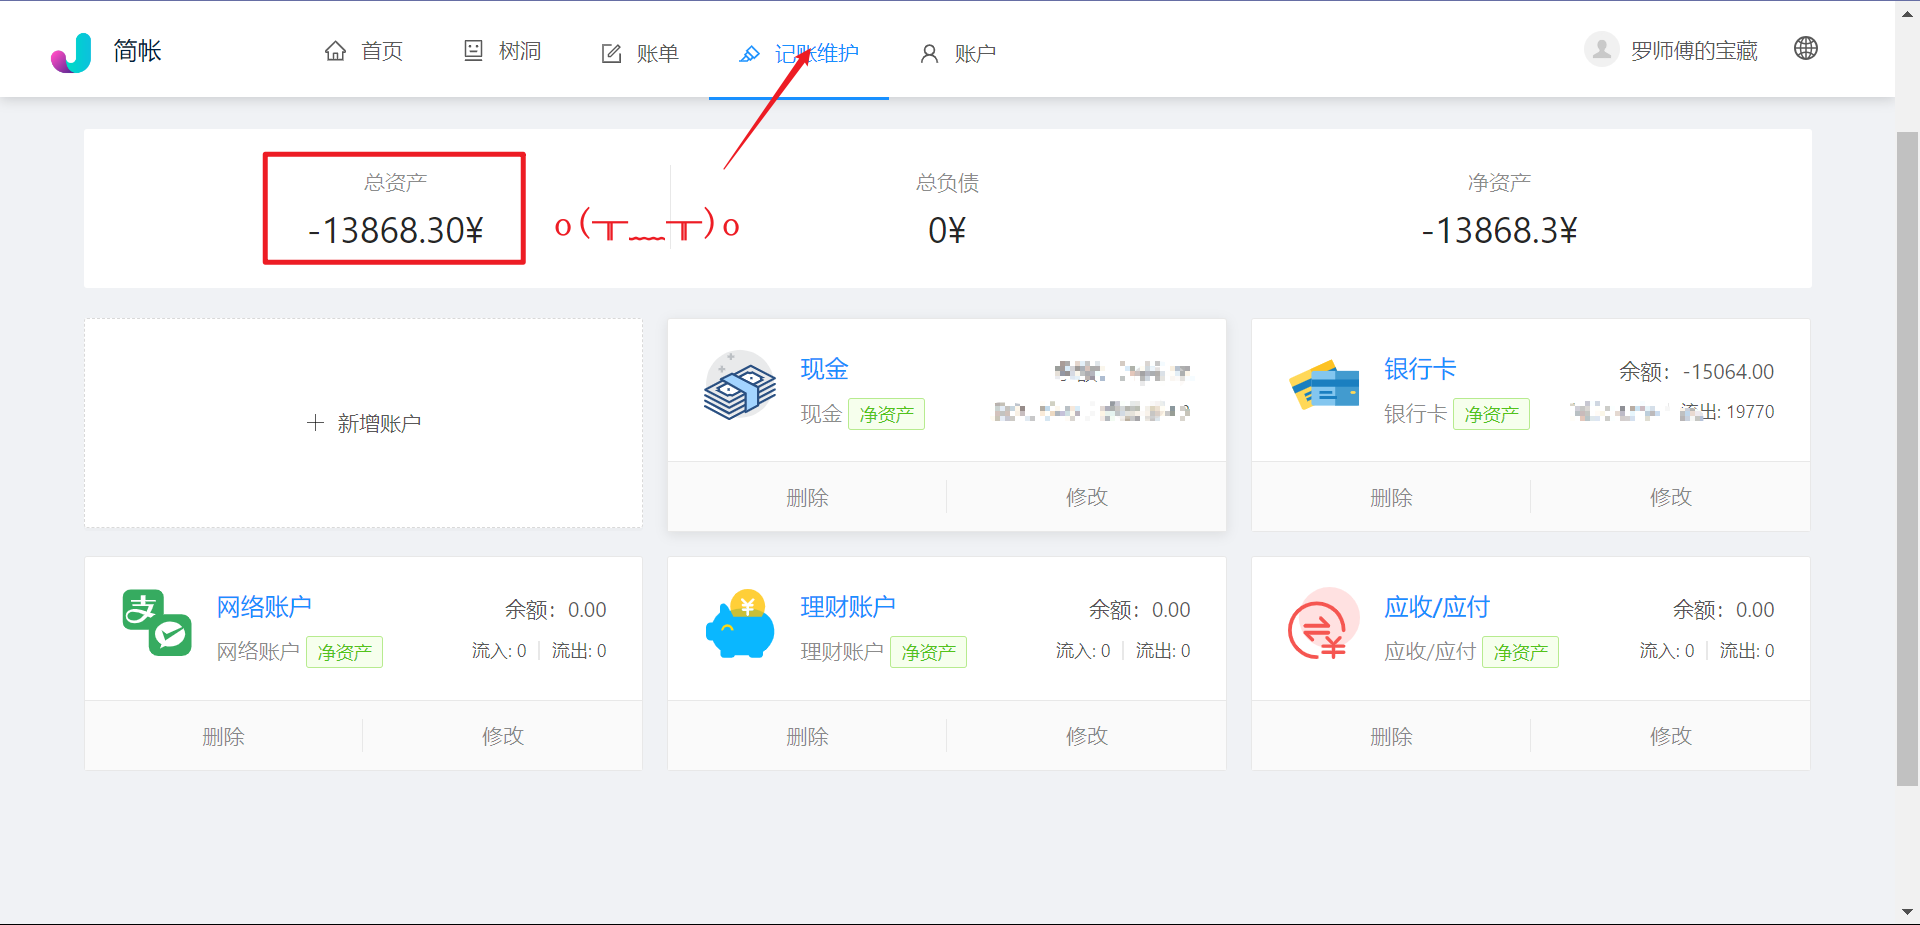 简帐
首页
树洞
账单
记账维护
账户
罗师傅的宝藏
总资产
-13868.30¥
o(╥﹏╥)o
总负债
0¥
净资产
-13868.3¥
新增账户
现金
现金 净资产
删除 修改
银行卡
余额：-15064.00
银行卡 净资产
流出: 19770
删除 修改
网络账户
余额：0.00
网络账户 净资产
流入: 0 流出: 0
删除 修改
理财账户
余额：0.00
理财账户 净资产
流入: 0 流出: 0
删除 修改
应收/应付
余额：0.00
应收/应付 净资产
流入: 0 流出: 0
删除 修改